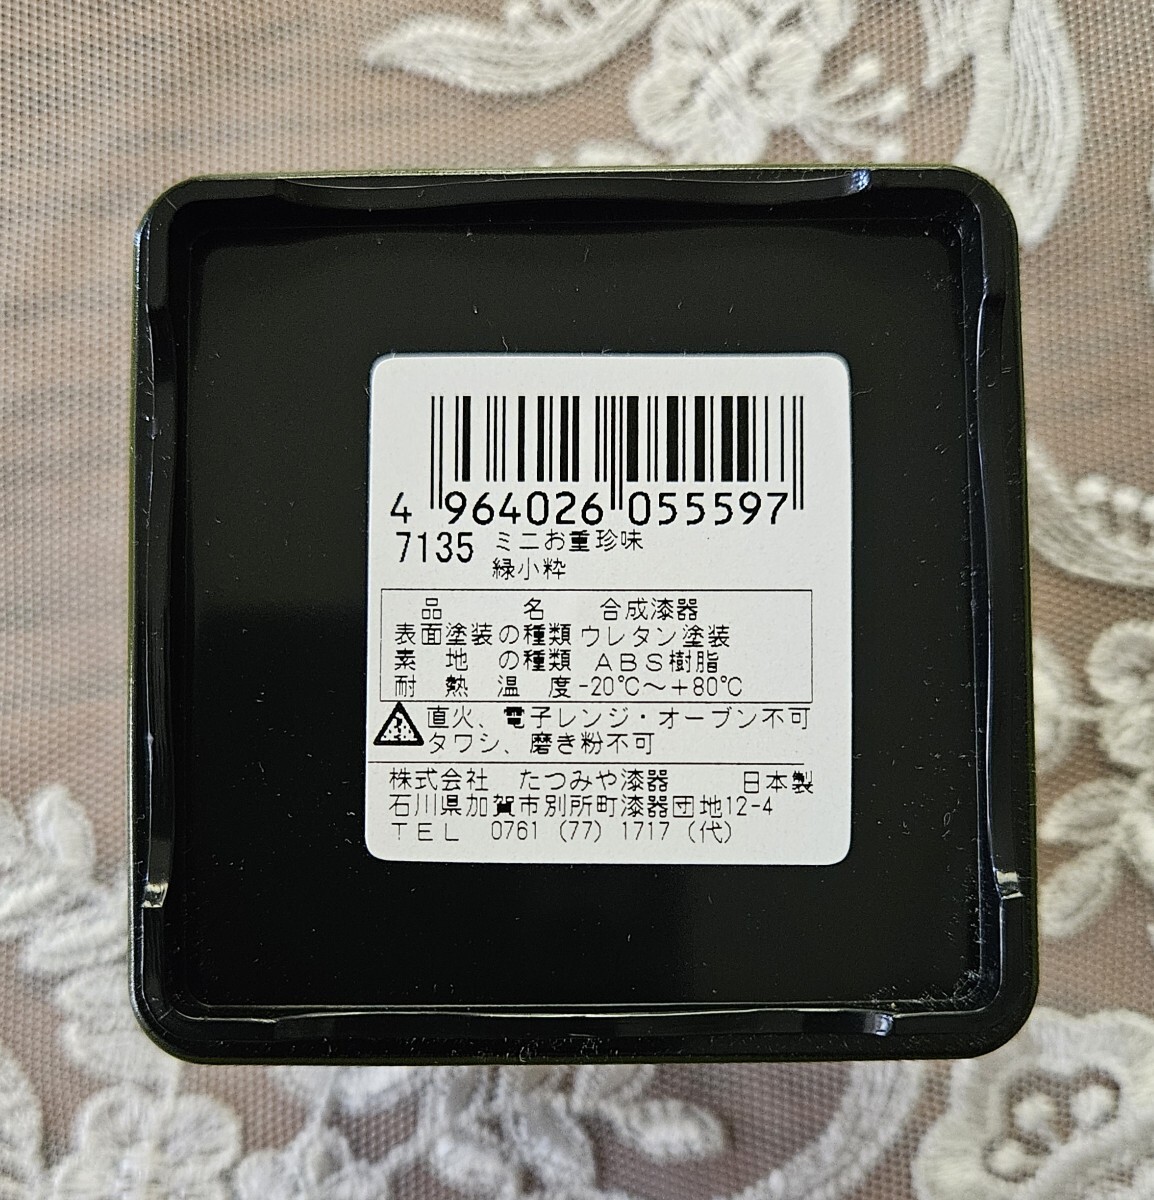 4 964026 055597
7135 ミニお重珍味
緑小粋
品名 合成漆器
表面塗装の種類 ウレタン塗装
素地の種類 ABS樹脂
耐熱温度 -20℃～+80℃
直火、電子レンジ・オーブン不可
タワシ、磨き粉不可
株式会社 たつみや漆器 日本製
石川県加賀市別所町漆器団地12-4
TEL 0761 (77) 1717 (代)